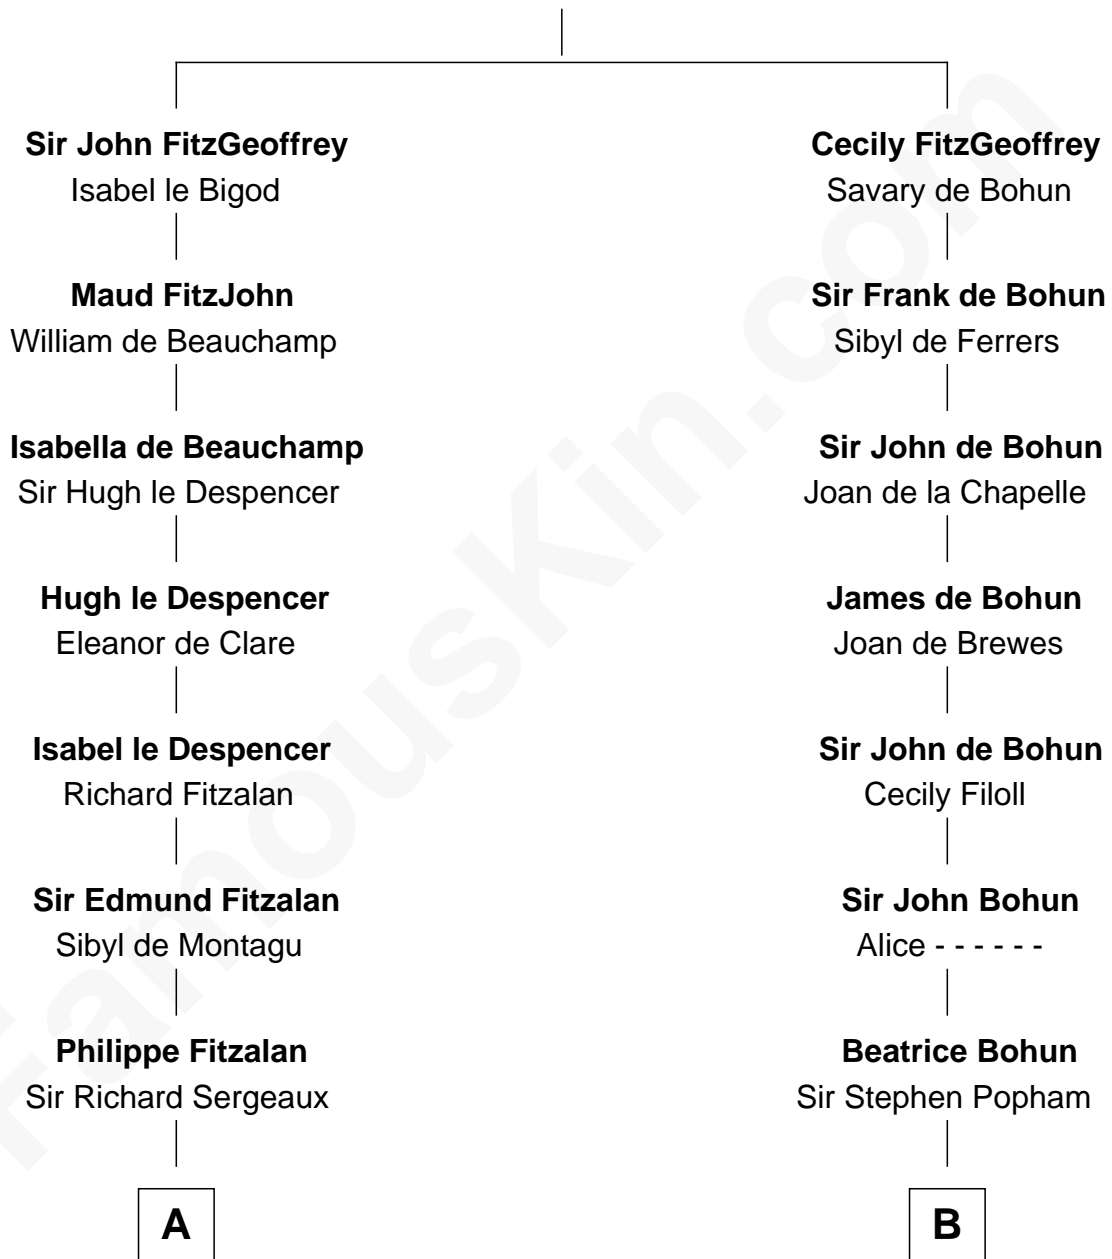 Sir John FitzGeoffrey
Isabel le Bigod
Maud FitzJohn
William de Beauchamp
Isabella de Beauchamp
Sir Hugh le Despencer
Hugh le Despencer
Eleanor de Clare
Isabel le Despencer
Richard Fitzalan
Sir Edmund Fitzalan
Sibyl de Montagu
Philippe Fitzalan
Sir Richard Sergeaux
A
Cecily FitzGeoffrey
Savary de Bohun
Sir Frank de Bohun
Sibyl de Ferrers
Sir John de Bohun
Joan de la Chapelle
James de Bohun
Joan de Brewes
Sir John de Bohun
Cecily Filoll
Sir John Bohun
Alice - - - - - -
Beatrice Bohun
Sir Stephen Popham
B
FamousKin.com